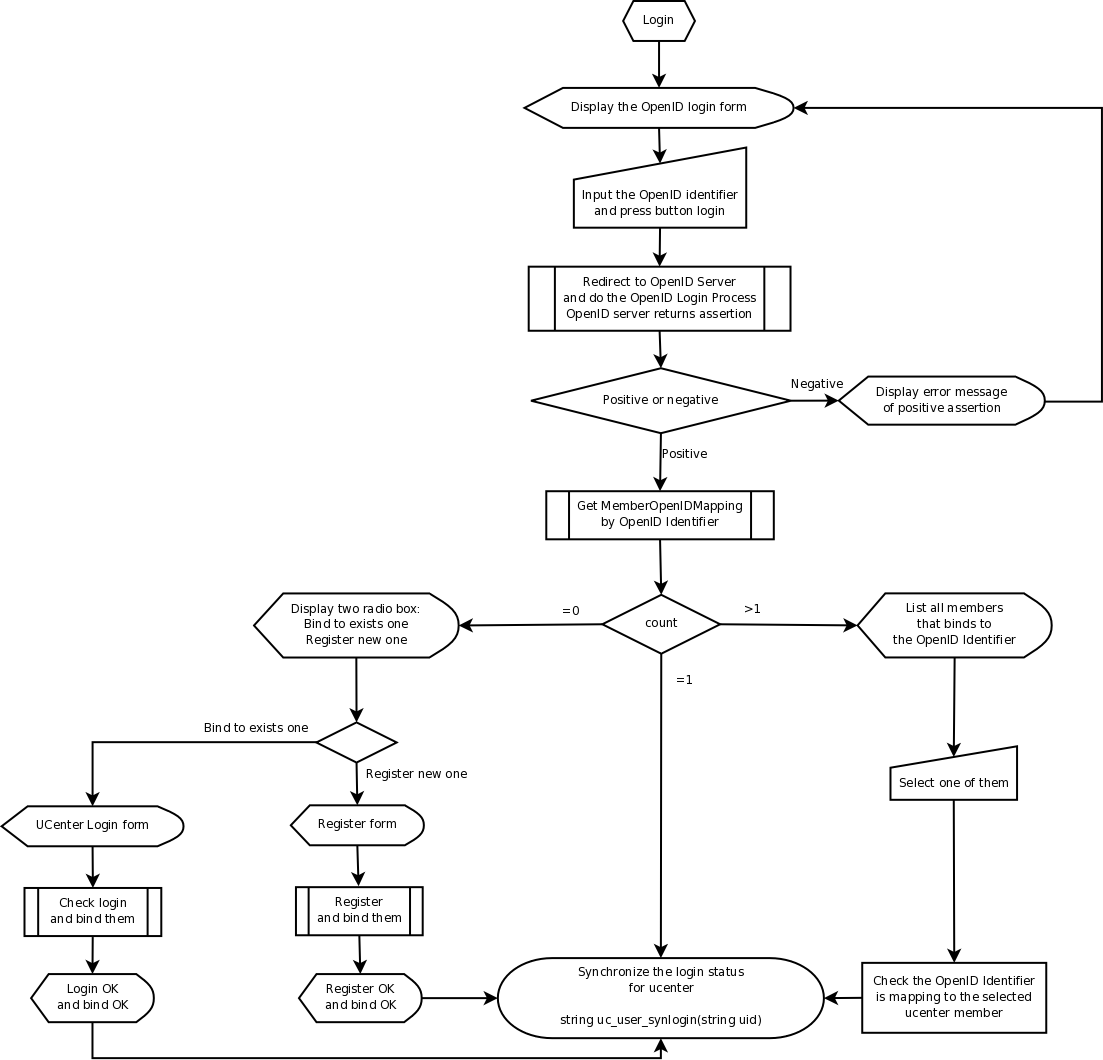 Login
Display the OpenID login form
Input the OpenID identifier
and press button login
Redirect to OpenID Server
and do the OpenID Login Process
OpenID server returns assertion
Positive or negative
Negative
Display error message
of positive assertion
Positive
Get MemberOpenIDMapping
by OpenID Identifier
count
=0
>1
=1
Display two radio box:
Bind to exists one
Register new one
List all members
that binds to
the OpenID Identifier
Bind to exists one
Register new one
Select one of them
UCenter Login form
Register form
Check login
and bind them
Register
and bind them
Login OK
and bind OK
Register OK
and bind OK
Synchronize the login status
for ucenter
string uc_user_synlogin(string uid)
Check the OpenID Identifier
is mapping to the selected
ucenter member